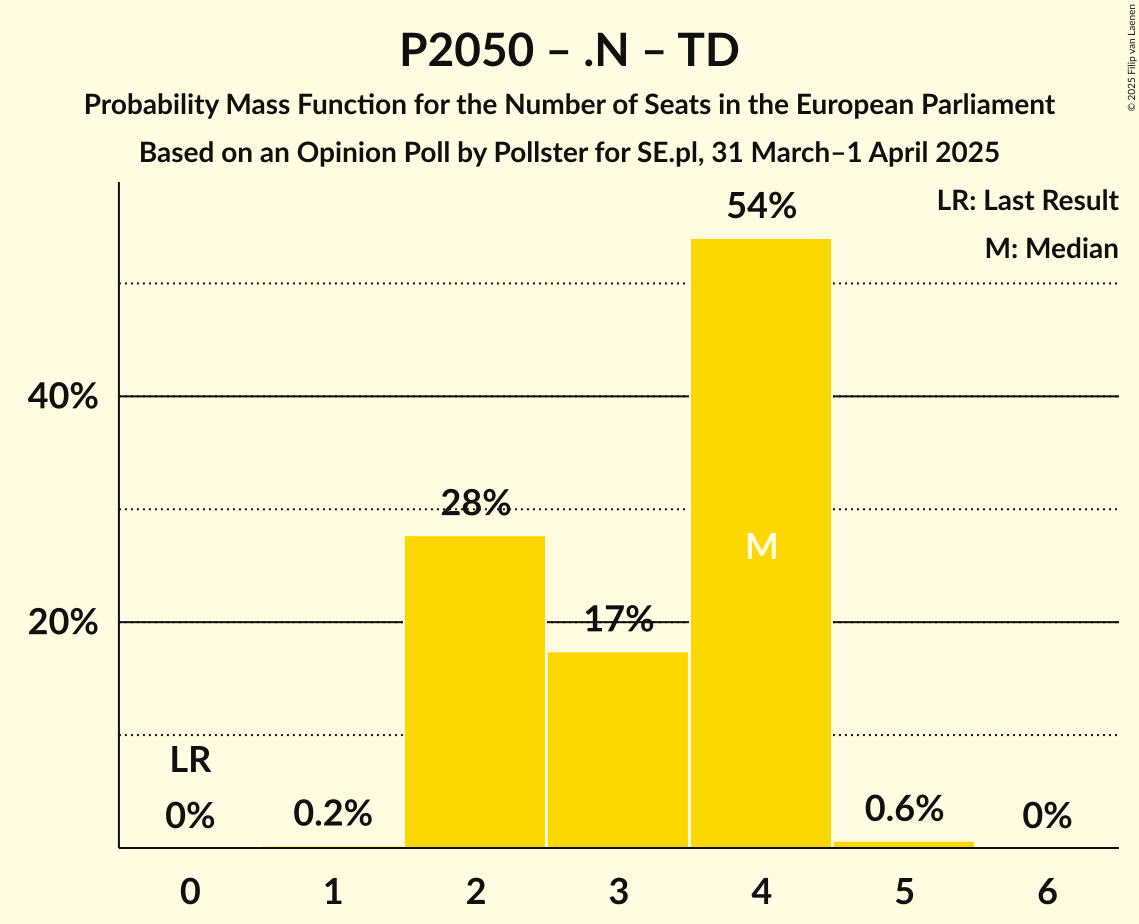 P2050 – .N – TD
Probability Mass Function for the Number of Seats in the European Parliament
Based on an Opinion Poll by Pollster for SE.pl, 31 March–1 April 2025
© 2025 Filip van Laenen
LR: Last Result
M: Median
54%
40%
28%
M
20%
17%
LR
0%
0.2%
0.6%
0%
0 1 2 3 4 5 6